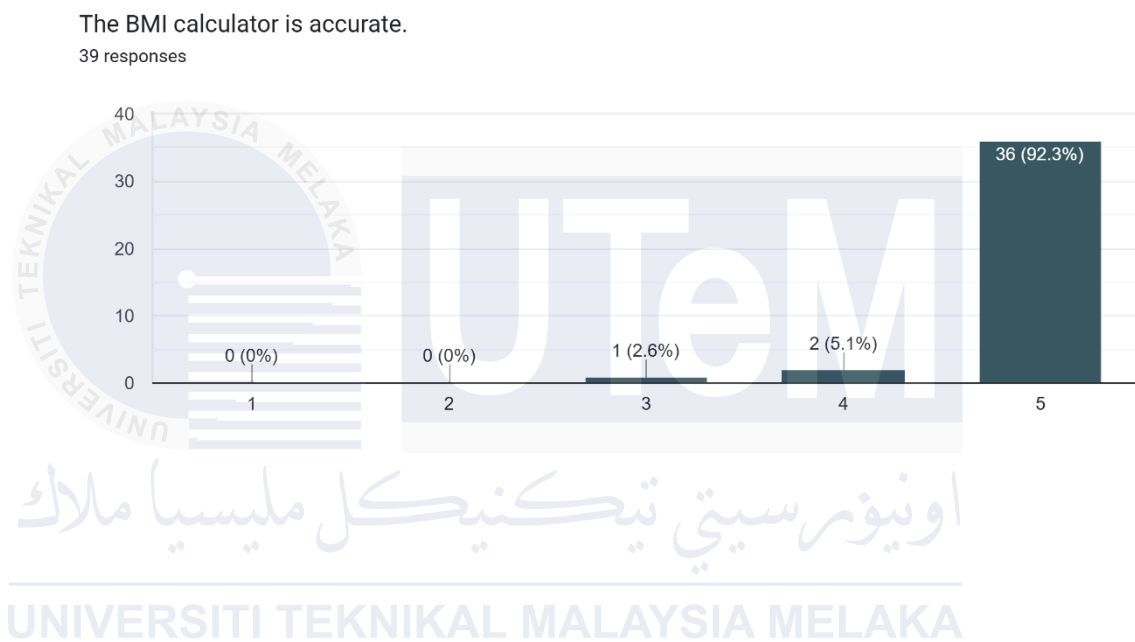 The BMI calculator is accurate.
39 responses
40
30
20
10
0
0 (0%)
0 (0%)
1 (2.6%)
2 (5.1%)
36 (92.3%)
1
2
3
4
5
UNIVERSITI TEKNIKAL MALAYSIA MELAKA
UTeM
اونيۏرسيتي تيكنيكل مليسيا ملاك
UNIVERSITI TEKNIKAL MALAYSIA MELAKA